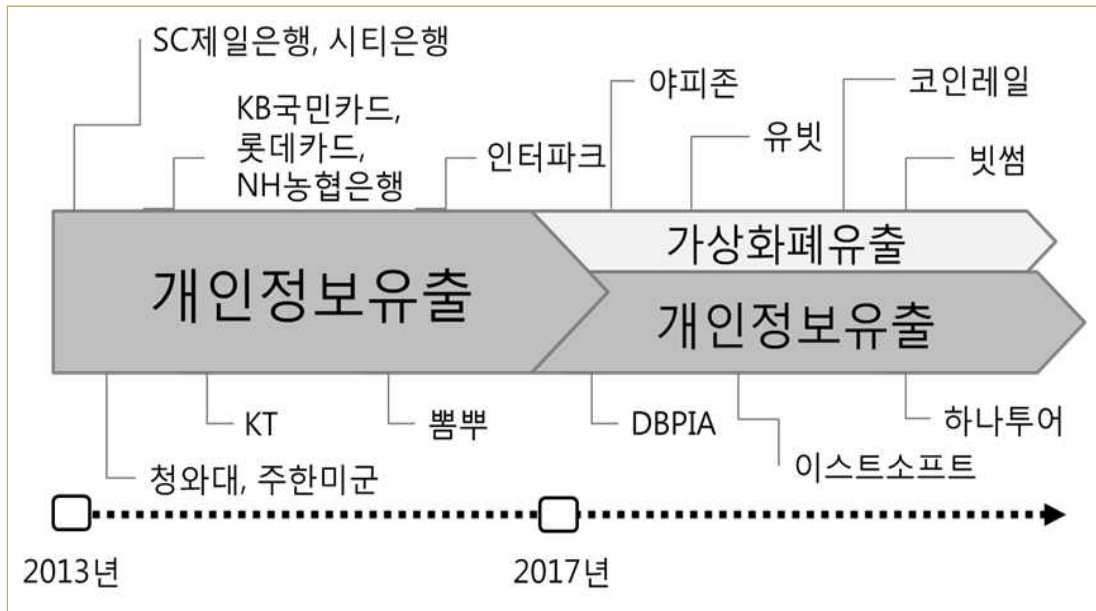 SC제일은행, 시티은행
KB국민카드,
롯데카드,
NH농협은행
인터파크
야피존
유빗
코인레일
빗썸
가상화폐유출
개인정보유출
개인정보유출
KT
뽐뿌
DBPIA
하나투어
이스트소프트
청와대, 주한미군
2013년
2017년